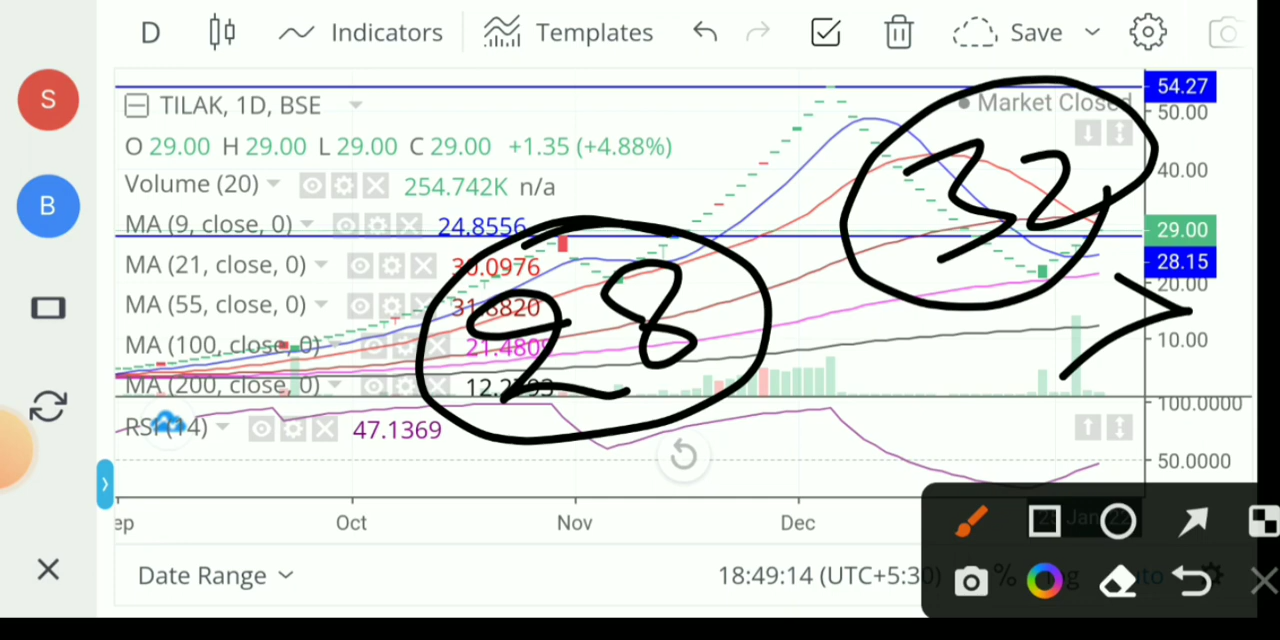 D Indicators Templates Save
S
TILAK, 1D, BSE
Market Closed
54.27
50.00
O 29.00 H 29.00 L 29.00 C 29.00 +1.35 (+4.88%)
40.00
Volume (20) 254.742K n/a
32
B
MA (9, close, 0) 24.8556
29.00
28.15
MA (21, close, 0) 30.0976
20.00
28
MA (55, close, 0) 31.8820
MA (100, close, 0) 21.4809
10.00
MA (200, close, 0)
100.0000
RSI (14) 47.1369
50.0000
ep Oct Nov Dec
Date Range
18:49:14 (UTC+5:30) %